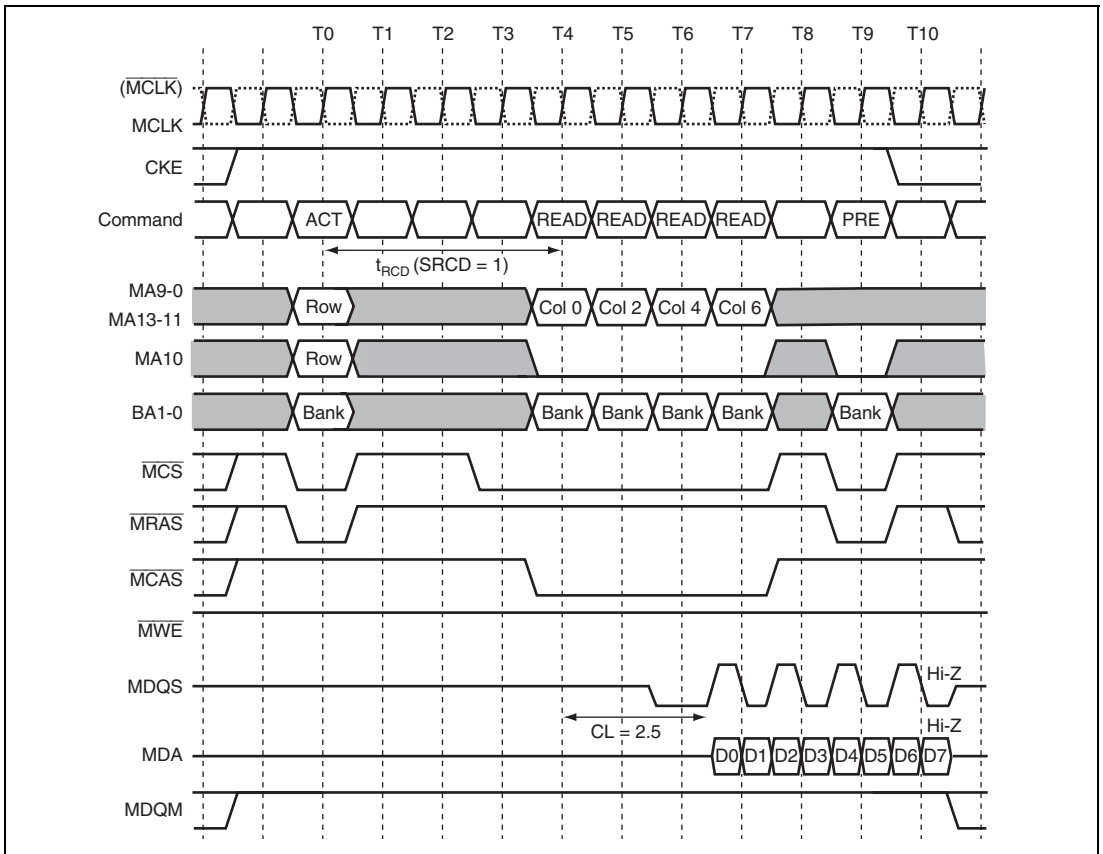 T0 T1 T2 T3 T4 T5 T6 T7 T8 T9 T10
(MCLK)
MCLK
CKE
Command ACT READ READ READ READ PRE
tRCD (SRCD = 1)
MA9-0
MA13-11
Row Col 0 Col 2 Col 4 Col 6
MA10 Row
BA1-0 Bank Bank Bank Bank Bank Bank
MCS
MRAS
MCAS
MWE
MDQS Hi-Z
CL = 2.5
Hi-Z
MDA D0 D1 D2 D3 D4 D5 D6 D7
MDQM